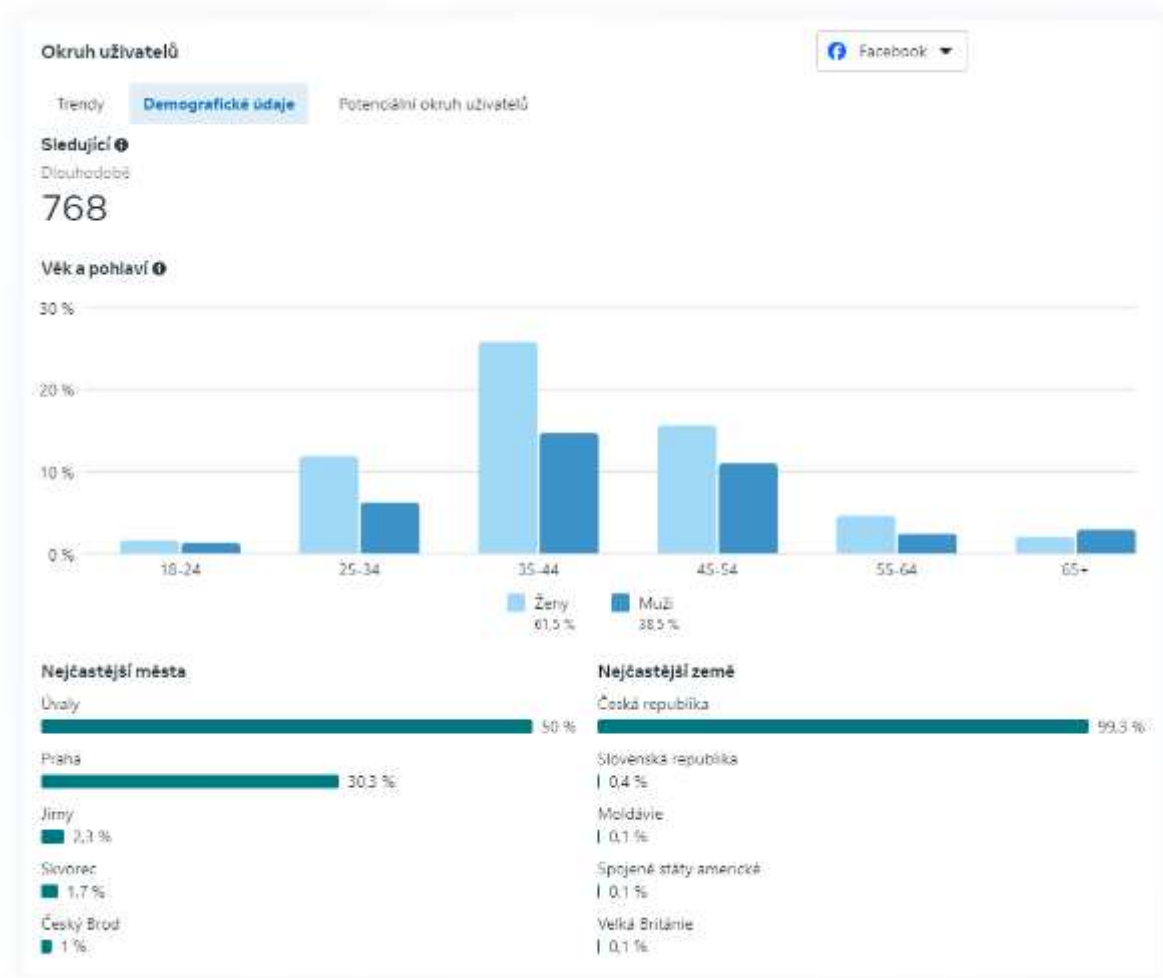 Okruh uživatelů
Facebook
Trendy
Demografické údaje
Potenciální okruh uživatelů
Sledující
Dlouhodobě
768
Věk a pohlaví
30 %
20 %
10 %
0 %
18-24
25-34
35-44
45-54
55-64
65+
Ženy
61,5 %
Muži
38,5 %
Nejčastější města
Úvaly
50 %
Praha
30,3 %
Jirny
2,3 %
Škvorec
1,7 %
Český Brod
1 %
Nejčastější země
Česká republika
99,3 %
Slovenská republika
0,4 %
Moldávie
0,1 %
Spojené státy americké
0,1 %
Velká Británie
0,1 %